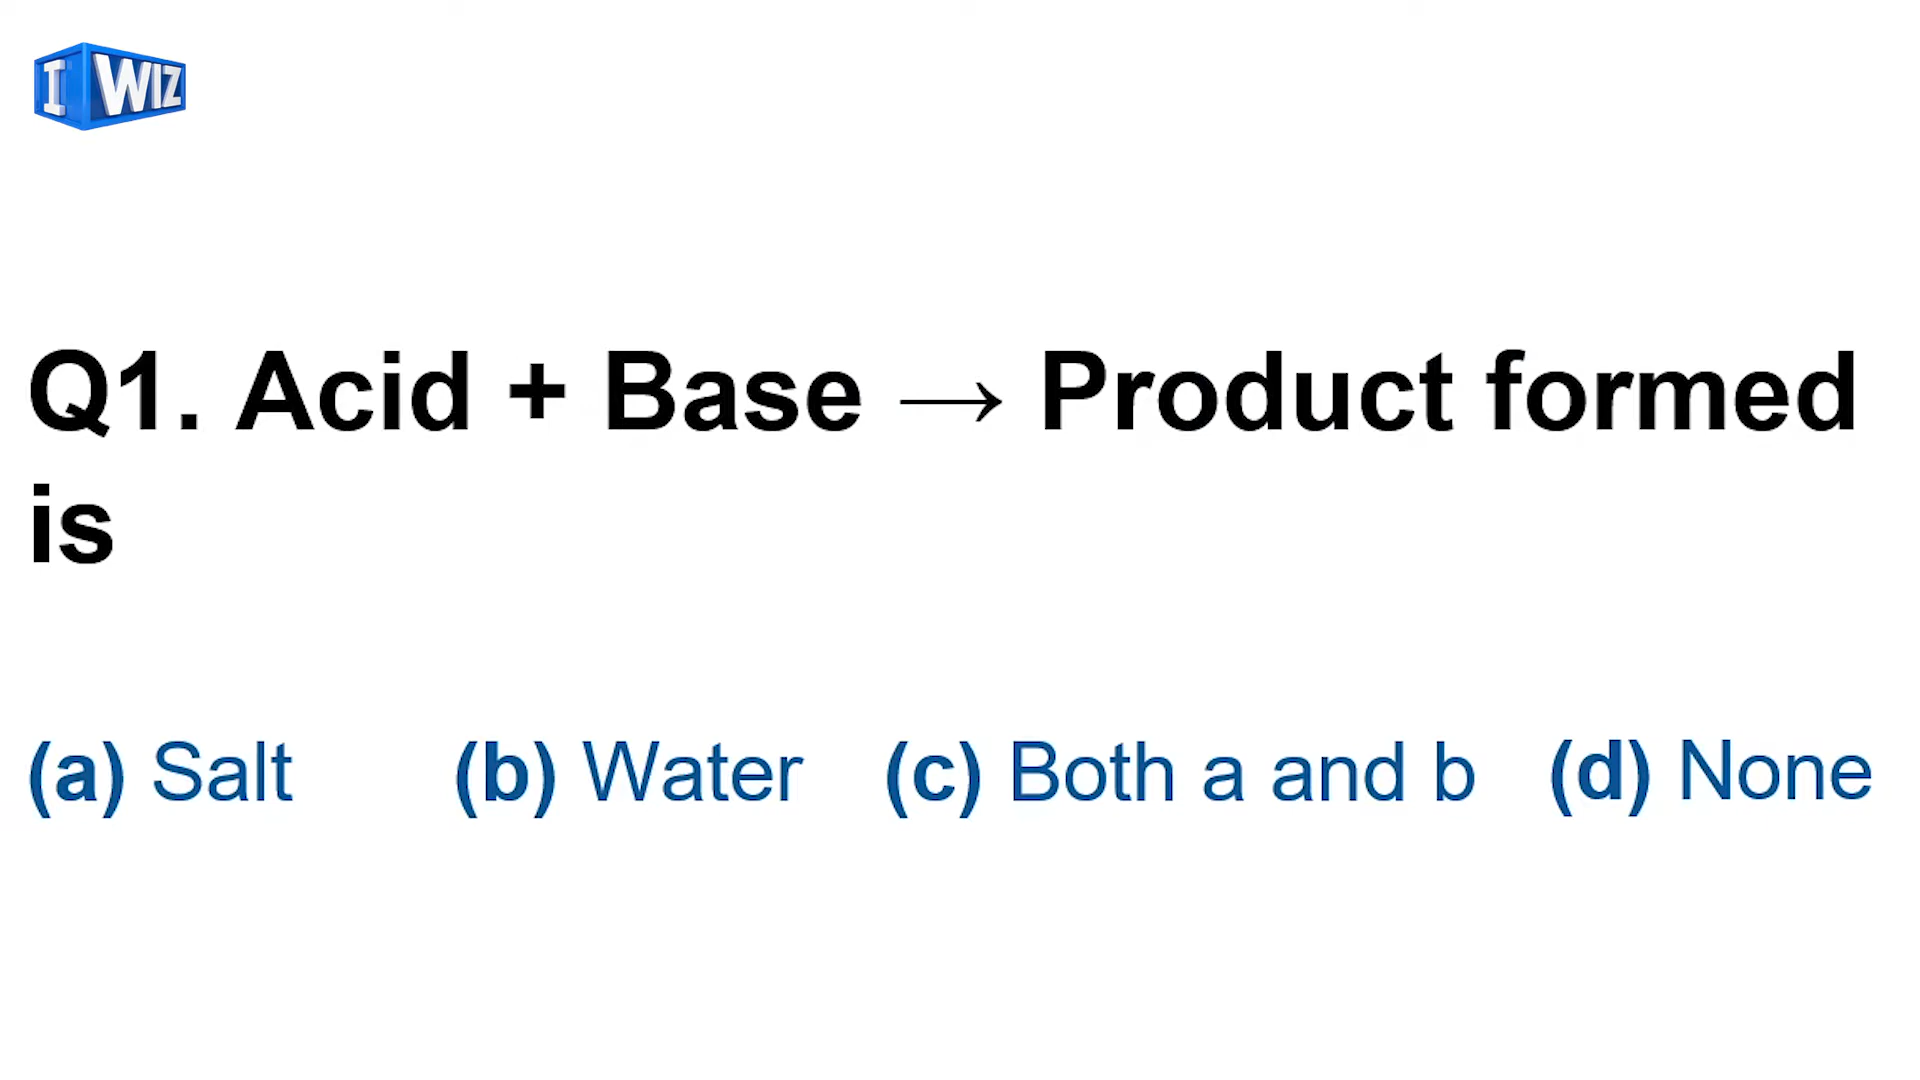 I WIZ
Q1. Acid + Base → Product formed
is
(a) Salt (b) Water (c) Both a and b (d) None